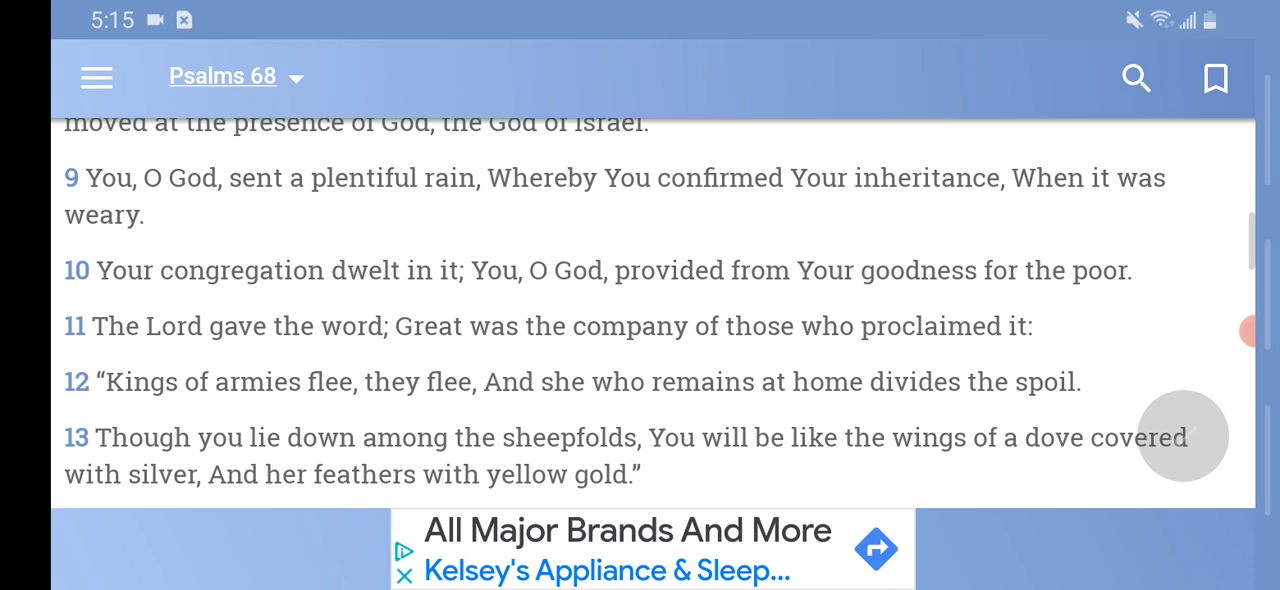 5:15
Psalms 68
moved at the presence of God, the God of Israel.
9 You, O God, sent a plentiful rain, Whereby You confirmed Your inheritance, When it was
weary.
10 Your congregation dwelt in it; You, O God, provided from Your goodness for the poor.
11 The Lord gave the word; Great was the company of those who proclaimed it:
12 “Kings of armies flee, they flee, And she who remains at home divides the spoil.
13 Though you lie down among the sheepfolds, You will be like the wings of a dove covered
with silver, And her feathers with yellow gold.”
All Major Brands And More
Kelsey's Appliance & Sleep...